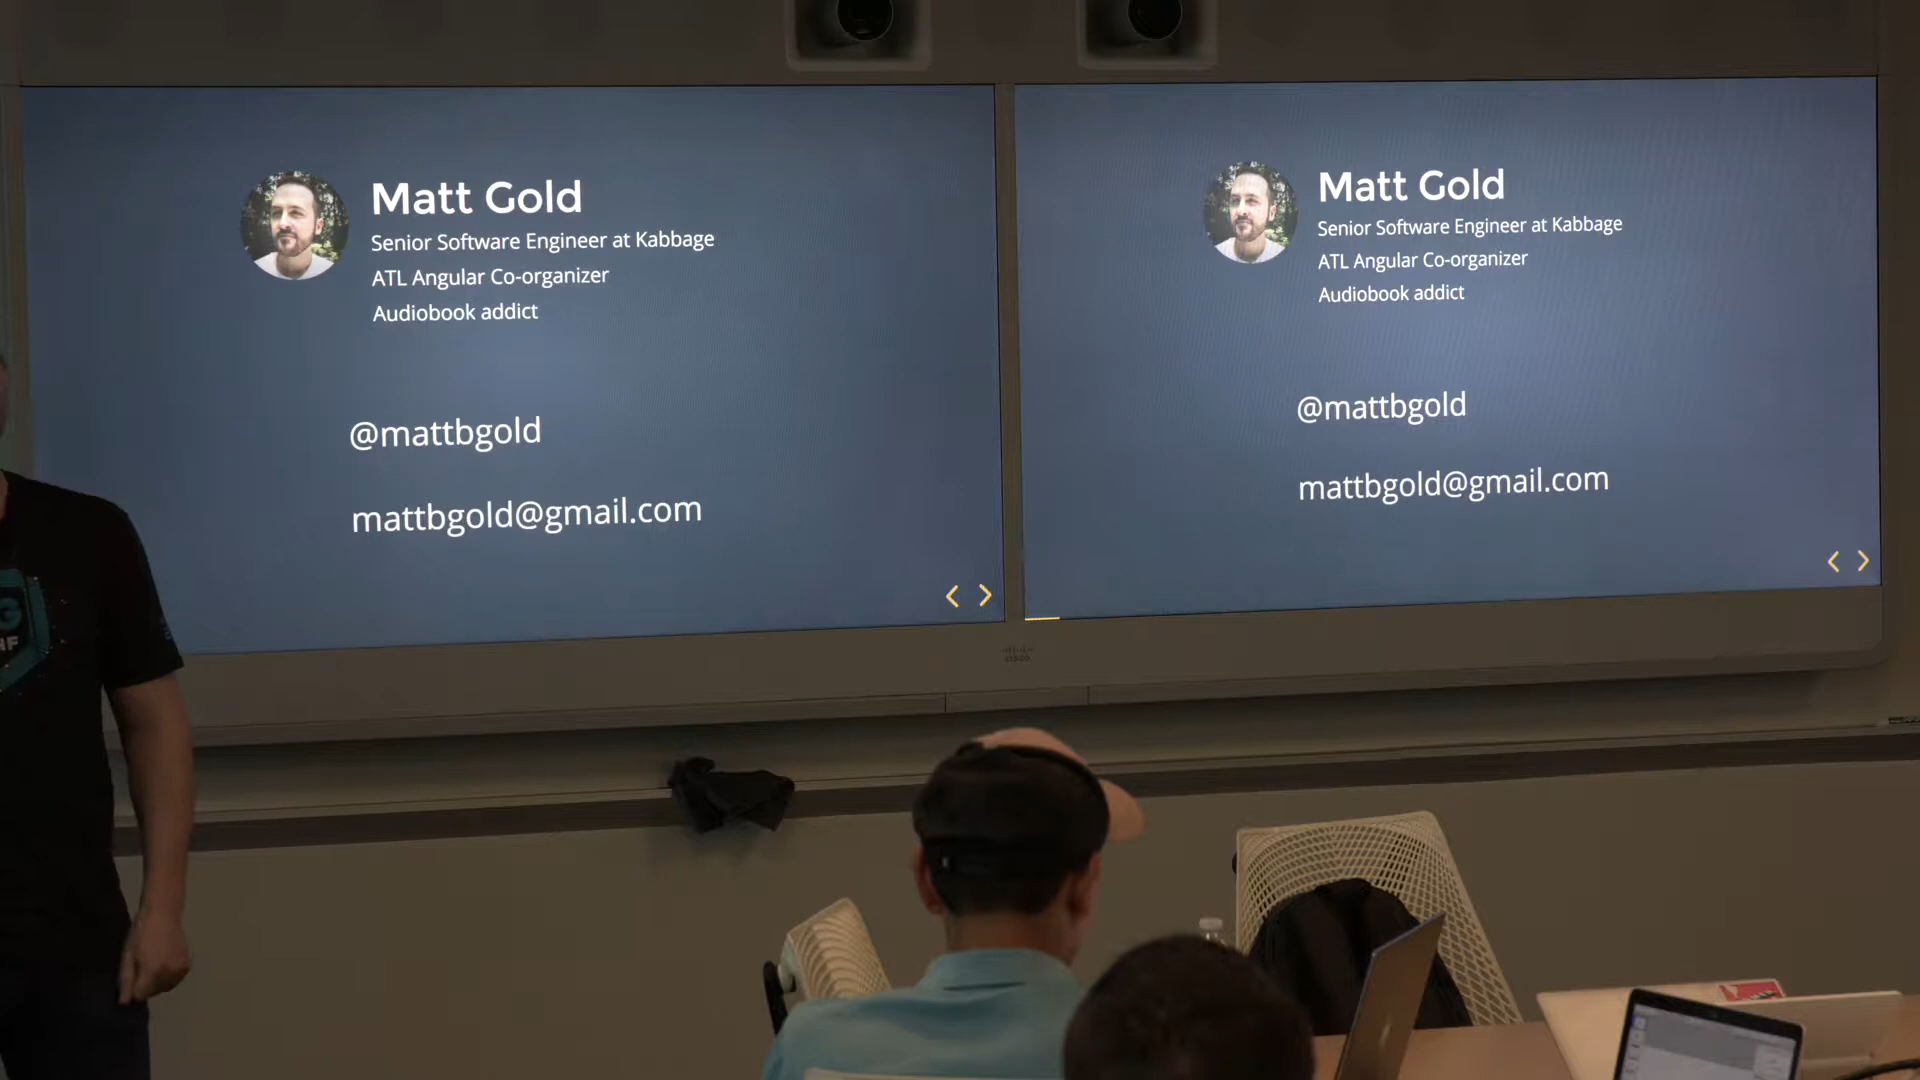 Matt Gold
Senior Software Engineer at Kabbage
ATL Angular Co-organizer
Audiobook addict
@mattbgold
mattbgold@gmail.com
Matt Gold
Senior Software Engineer at Kabbage
ATL Angular Co-organizer
Audiobook addict
@mattbgold
mattbgold@gmail.com
CISCO